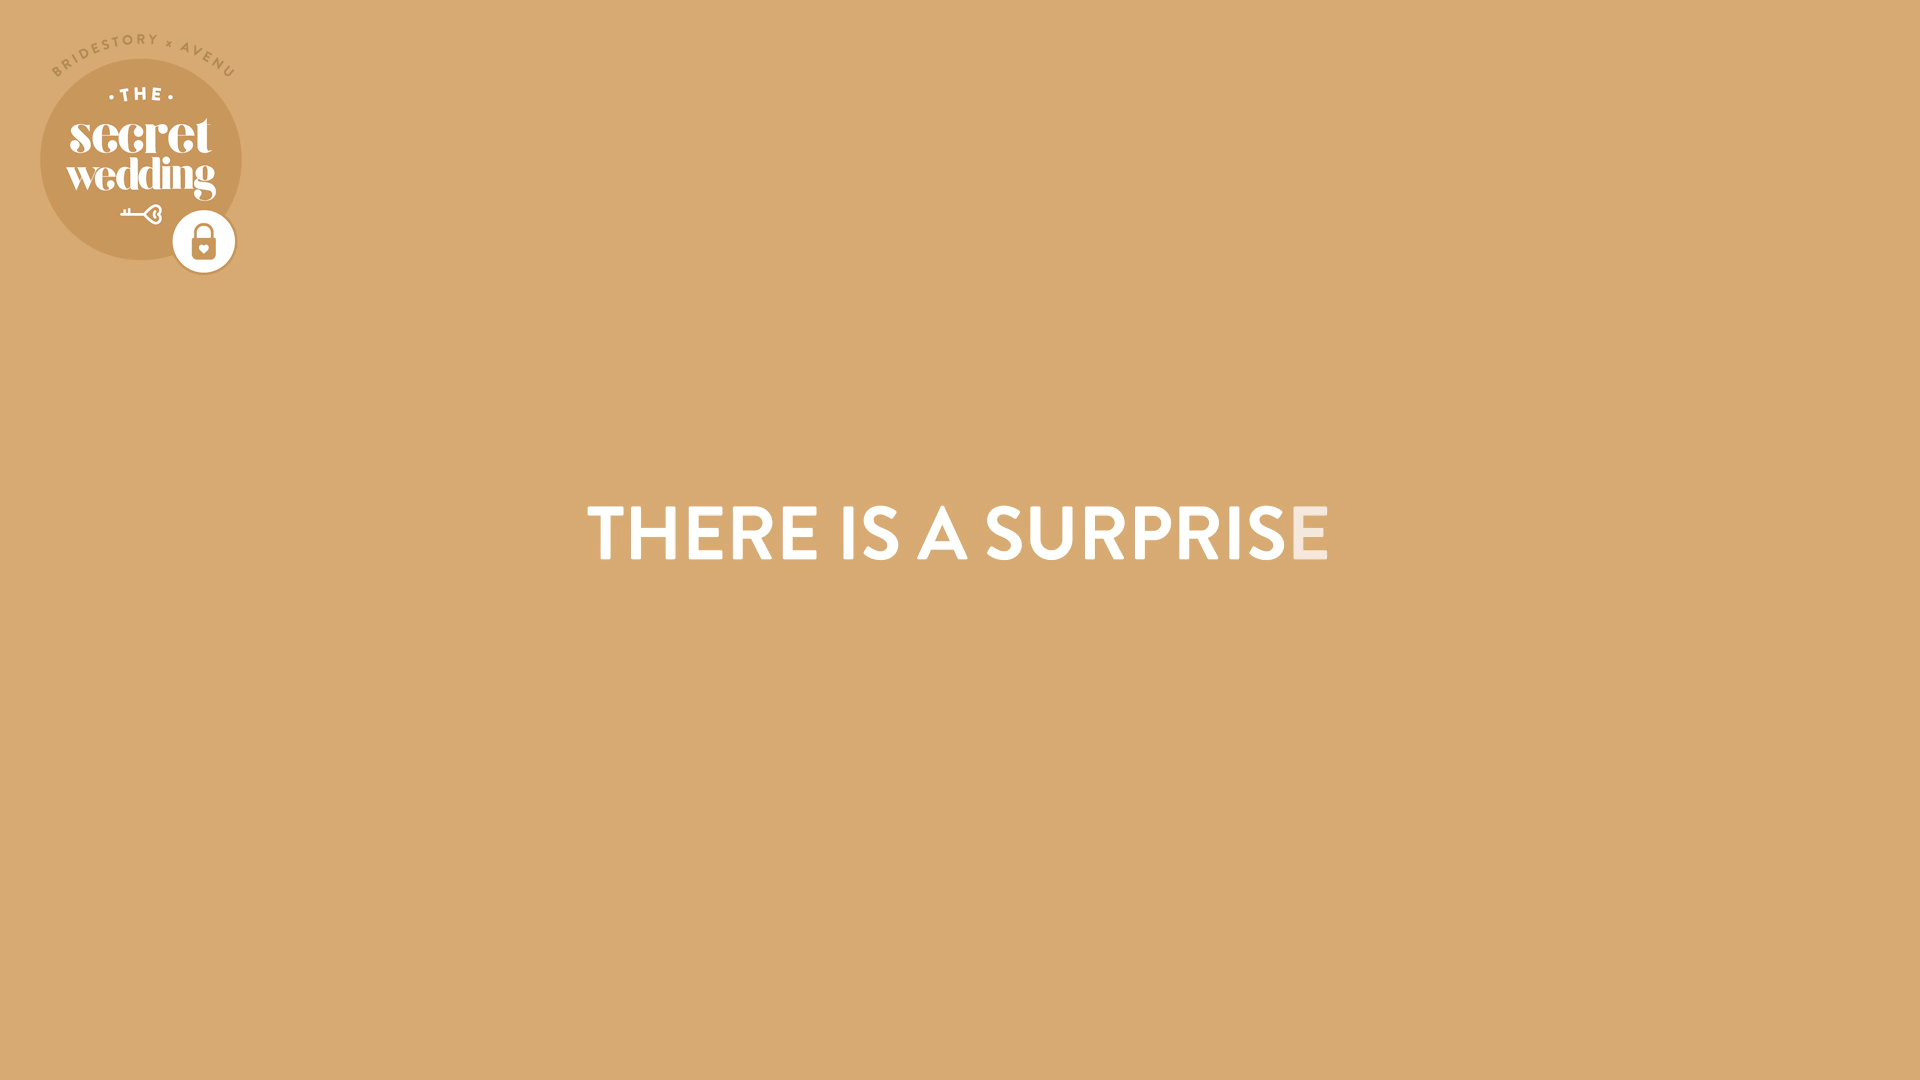 BRIDESTORY x AVENU
• THE •
secret
wedding
THERE IS A SURPRISE